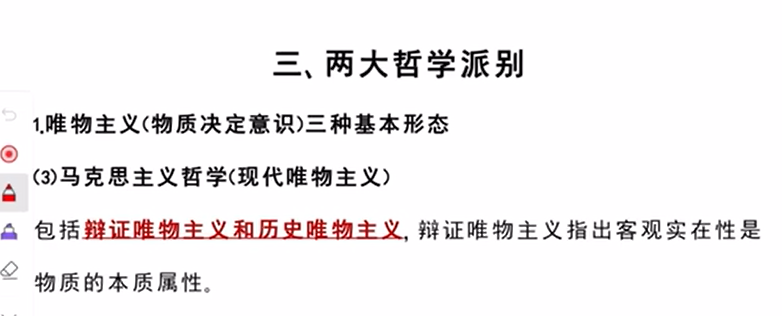 三、两大哲学派别
1.唯物主义(物质决定意识)三种基本形态
(3)马克思主义哲学(现代唯物主义)
包括辩证唯物主义和历史唯物主义,辩证唯物主义指出客观实在性是
物质的本质属性。